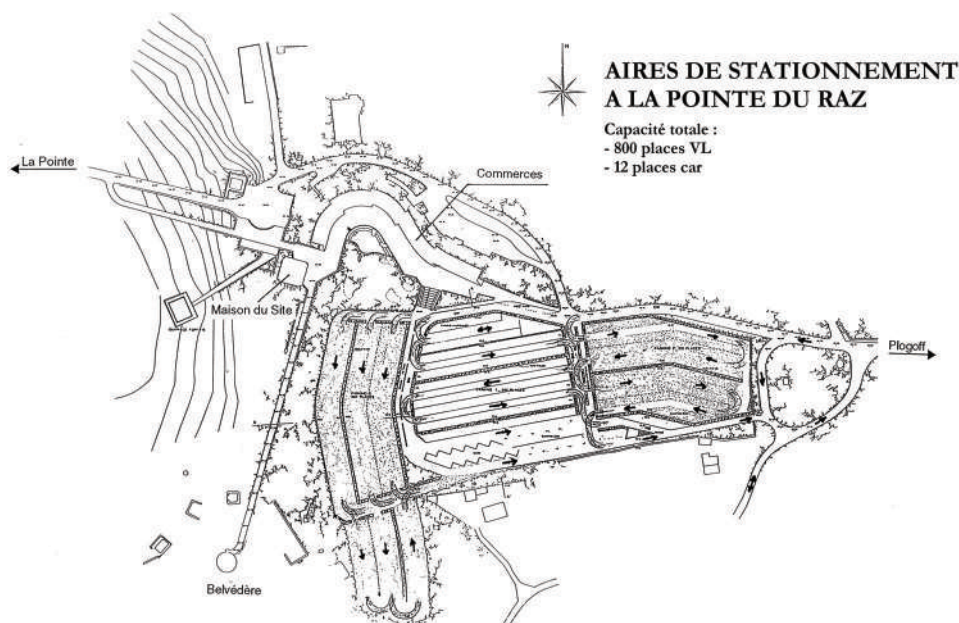 N
AIRES DE STATIONNEMENT
A LA POINTE DU RAZ
Capacité totale :
- 800 places VL
- 12 places car
La Pointe
Commerces
Maison du Site
Plogoff
Belvédère